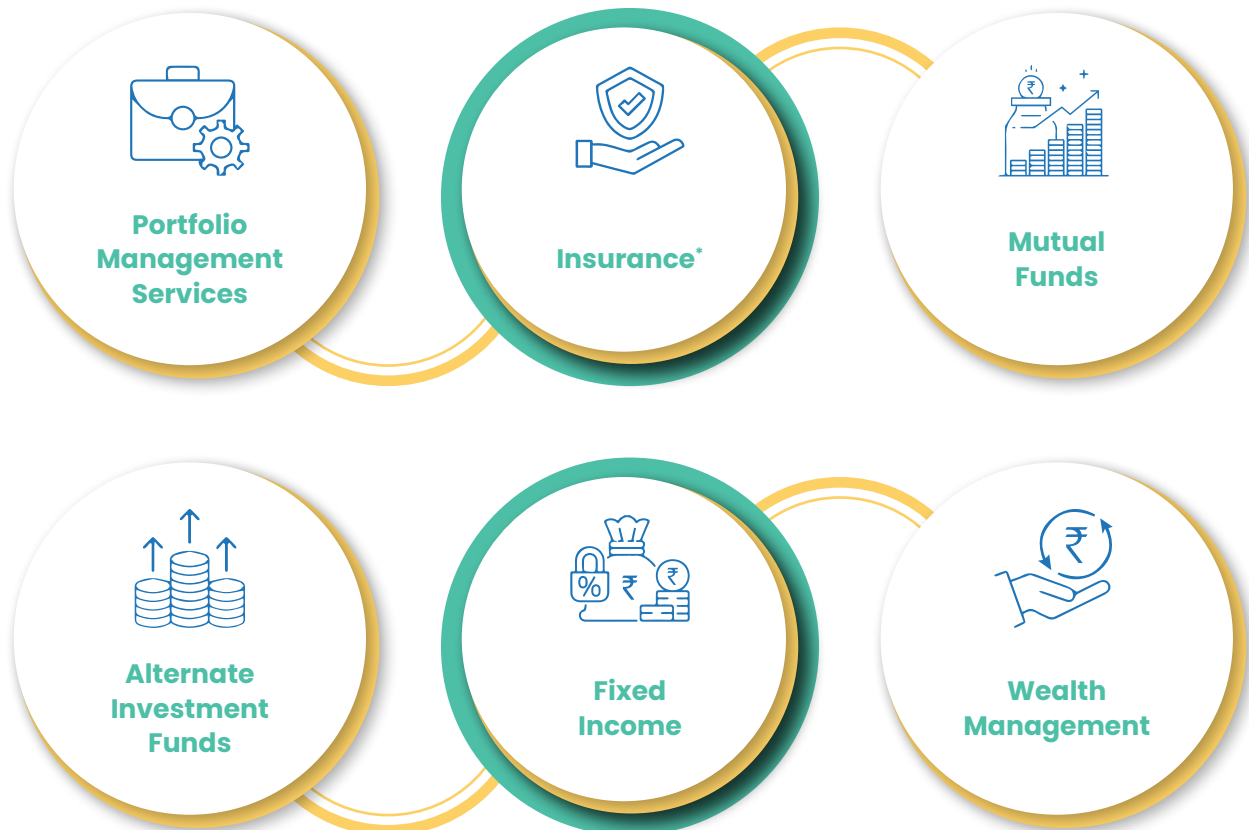 ₹
Portfolio
Management
Services
Insurance*
Mutual
Funds
% ₹ ₹
₹
Alternate
Investment
Funds
Fixed
Income
Wealth
Management